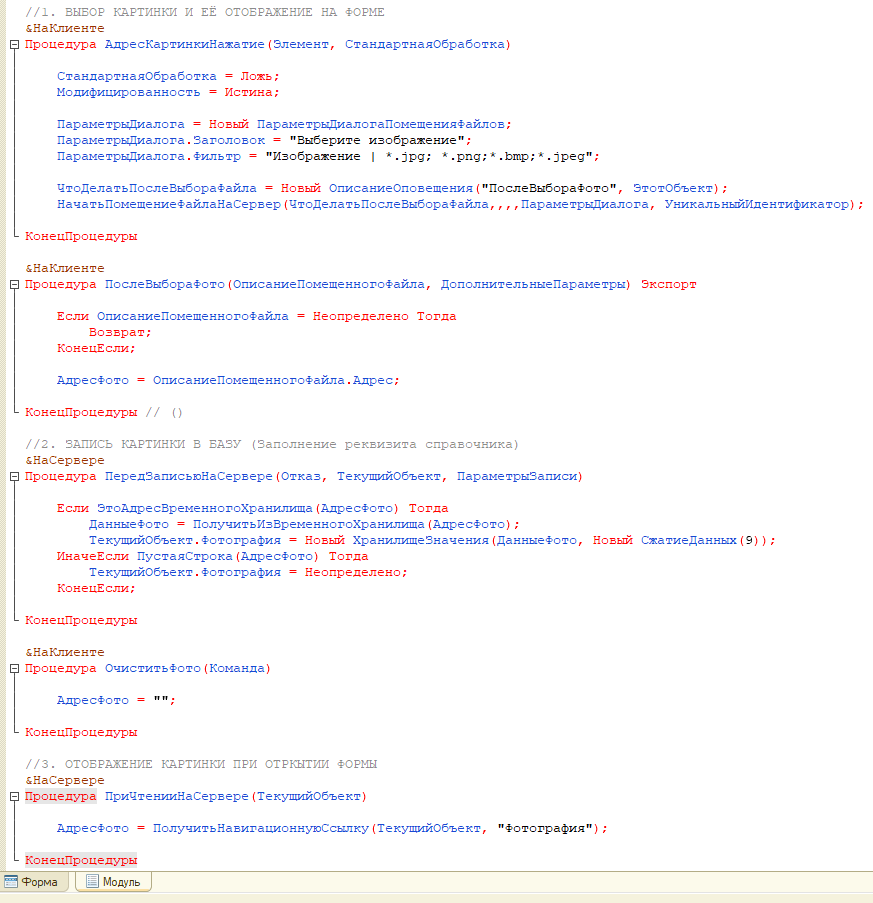 //1. ВЫБОР КАРТИНКИ И ЕЁ ОТОБРАЖЕНИЕ НА ФОРМЕ
&НаКлиенте
Процедура АдресКартинкиНажатие(Элемент, СтандартнаяОбработка)
СтандартнаяОбработка = Ложь;
Модифицированность = Истина;
ПараметрыДиалога = Новый ПараметрыДиалогаПомещенияФайлов;
ПараметрыДиалога.Заголовок = "Выберите изображение";
ПараметрыДиалога.Фильтр = "Изображение | *.jpg; *.png;*.bmp;*.jpeg";
ЧтоДелатьПослеВыбораФайла = Новый ОписаниеОповещения("ПослеВыбораФото", ЭтотОбъект);
НачатьПомещениеФайлаНаСервер(ЧтоДелатьПослеВыбораФайла,,,,ПараметрыДиалога, УникальныйИдентификатор);
КонецПроцедуры
&НаКлиенте
Процедура ПослеВыбораФото(ОписаниеПомещенногоФайла, ДополнительныеПараметры) Экспорт
Если ОписаниеПомещенногоФайла = Неопределено Тогда
Возврат;
КонецЕсли;
АдресФото = ОписаниеПомещенногоФайла.Адрес;
КонецПроцедуры // ()
//2. ЗАПИСЬ КАРТИНКИ В БАЗУ (Заполнение реквизита справочника)
&НаСервере
Процедура ПередЗаписьюНаСервере(Отказ, ТекущийОбъект, ПараметрыЗаписи)
Если ЭтоАдресВременногоХранилища(АдресФото) Тогда
ДанныеФото = ПолучитьИзВременногоХранилища(АдресФото);
ТекущийОбъект.Фотография = Новый ХранилищеЗначения(ДанныеФото, Новый СжатиеДанных(9));
ИначеЕсли ПустаяСтрока(АдресФото) Тогда
ТекущийОбъект.Фотография = Неопределено;
КонецЕсли;
КонецПроцедуры
&НаКлиенте
Процедура ОчиститьФото(Команда)
АдресФото = "";
КонецПроцедуры
//3. ОТОБРАЖЕНИЕ КАРТИНКИ ПРИ ОТРКЫТИИ ФОРМЫ
&НаСервере
Процедура ПриЧтенииНаСервере(ТекущийОбъект)
АдресФото = ПолучитьНавигационнуюСсылку(ТекущийОбъект, "Фотография");
КонецПроцедуры
Форма Модуль